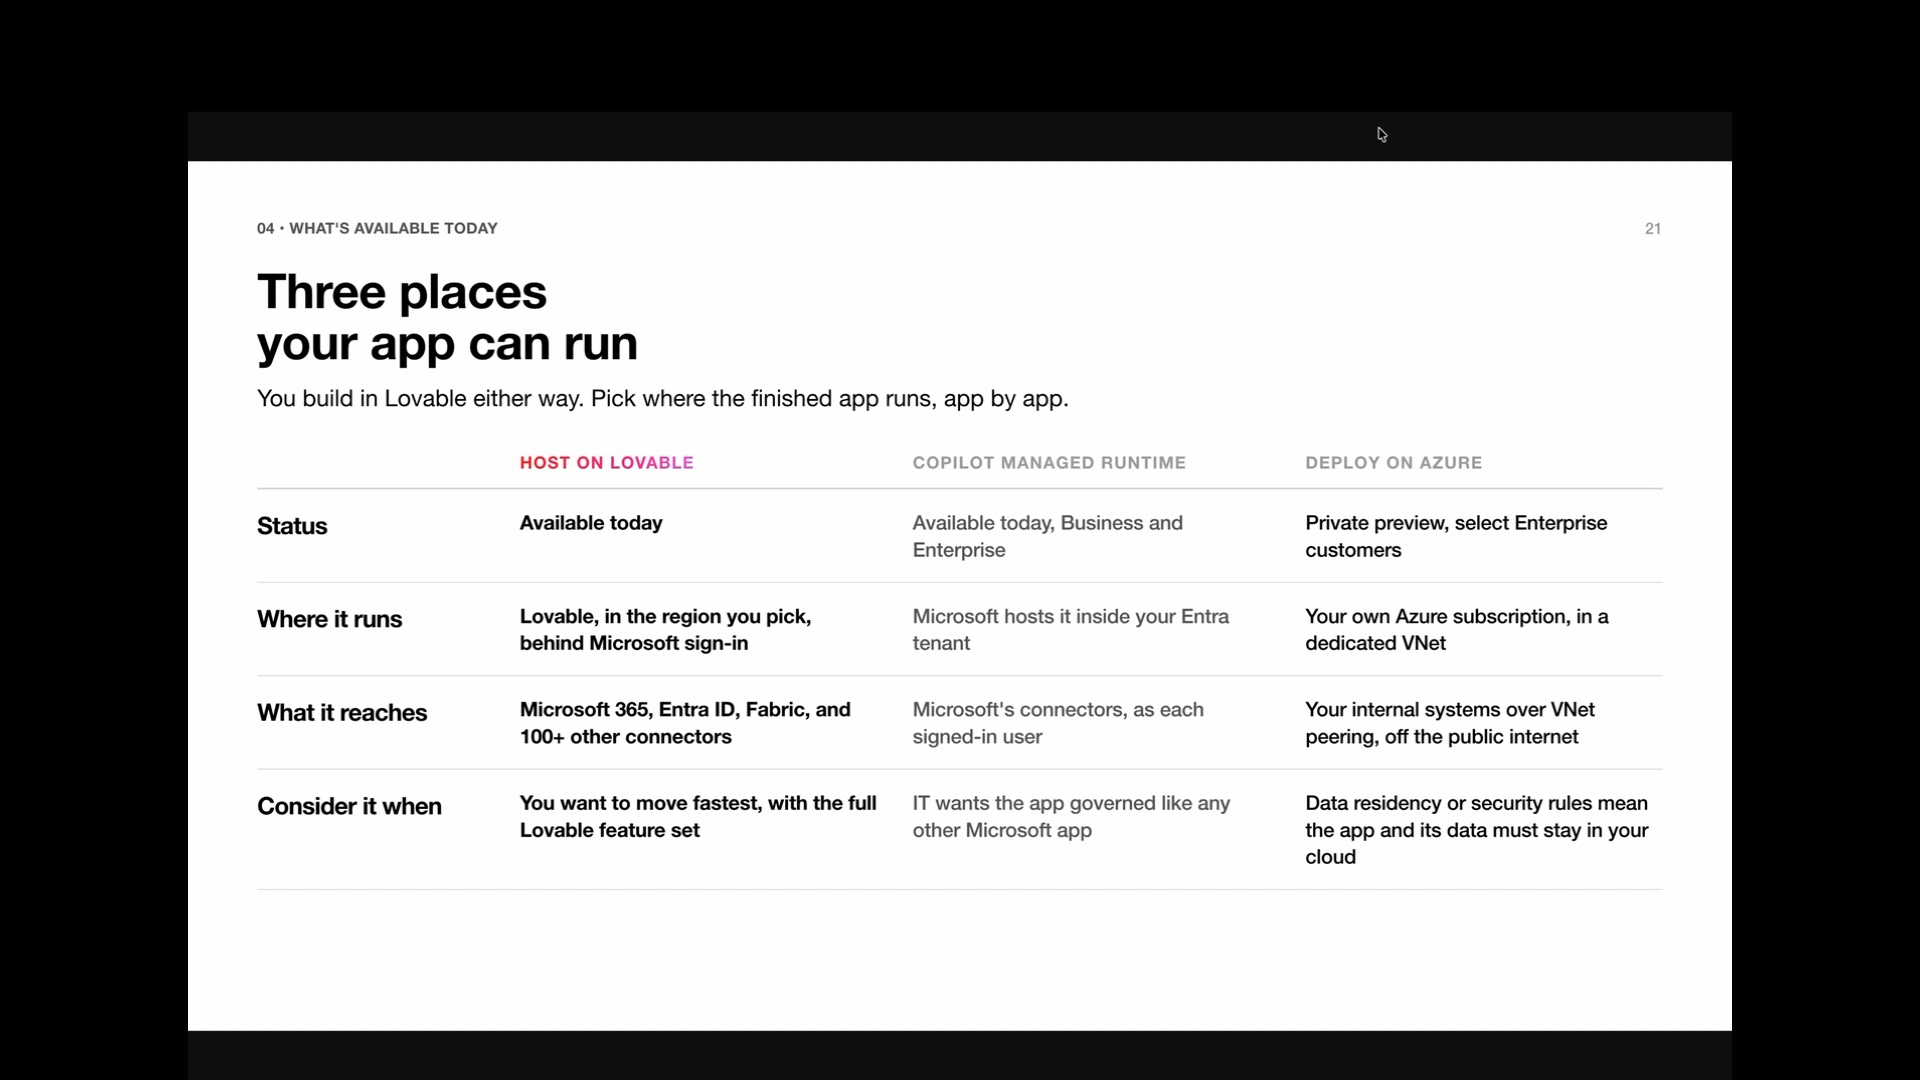 04 • WHAT'S AVAILABLE TODAY
21
Three places
your app can run
You build in Lovable either way. Pick where the finished app runs, app by app.
HOST ON LOVABLE
COPILOT MANAGED RUNTIME
DEPLOY ON AZURE
Status
Available today
Available today, Business and
Enterprise
Private preview, select Enterprise
customers
Where it runs
Lovable, in the region you pick,
behind Microsoft sign-in
Microsoft hosts it inside your Entra
tenant
Your own Azure subscription, in a
dedicated VNet
What it reaches
Microsoft 365, Entra ID, Fabric, and
100+ other connectors
Microsoft's connectors, as each
signed-in user
Your internal systems over VNet
peering, off the public internet
Consider it when
You want to move fastest, with the full
Lovable feature set
IT wants the app governed like any
other Microsoft app
Data residency or security rules mean
the app and its data must stay in your
cloud